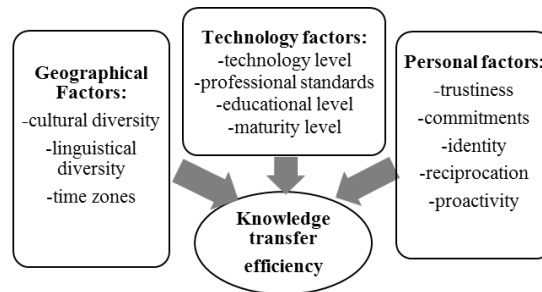 Geographical
Factors:
-cultural diversity
-linguistical
diversity
-time zones
Technology factors:
-technology level
-professional standards
-educational level
-maturity level
Personal factors:
-trustiness
-commitments
-identity
-reciprocation
-proactivity
Knowledge
transfer
efficiency